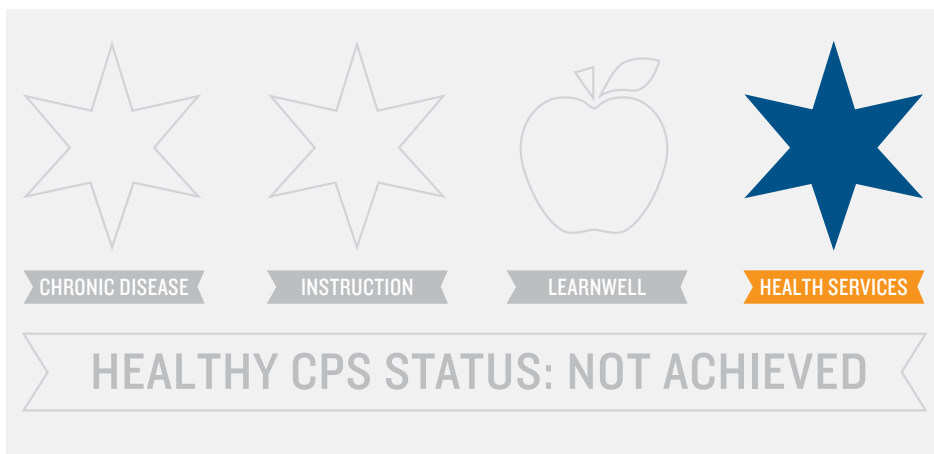 CHRONIC DISEASE
INSTRUCTION
LEARNWELL
HEALTH SERVICES
HEALTHY CPS STATUS: NOT ACHIEVED